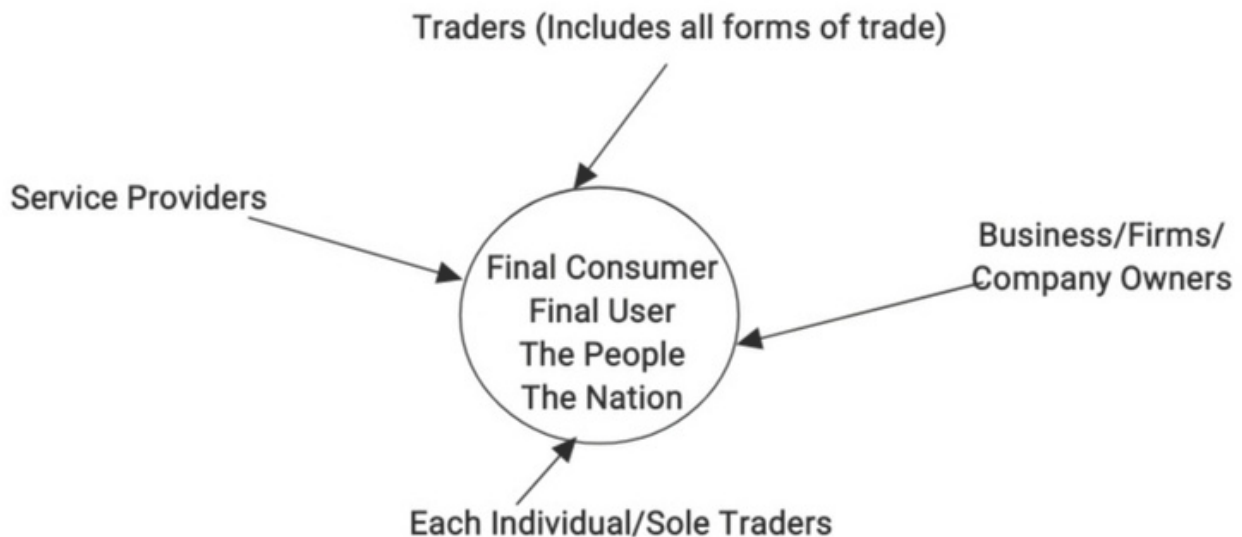 Traders (Includes all forms of trade)
Service Providers
Business/Firms/
Company Owners
Final Consumer
Final User
The People
The Nation
Each Individual/Sole Traders